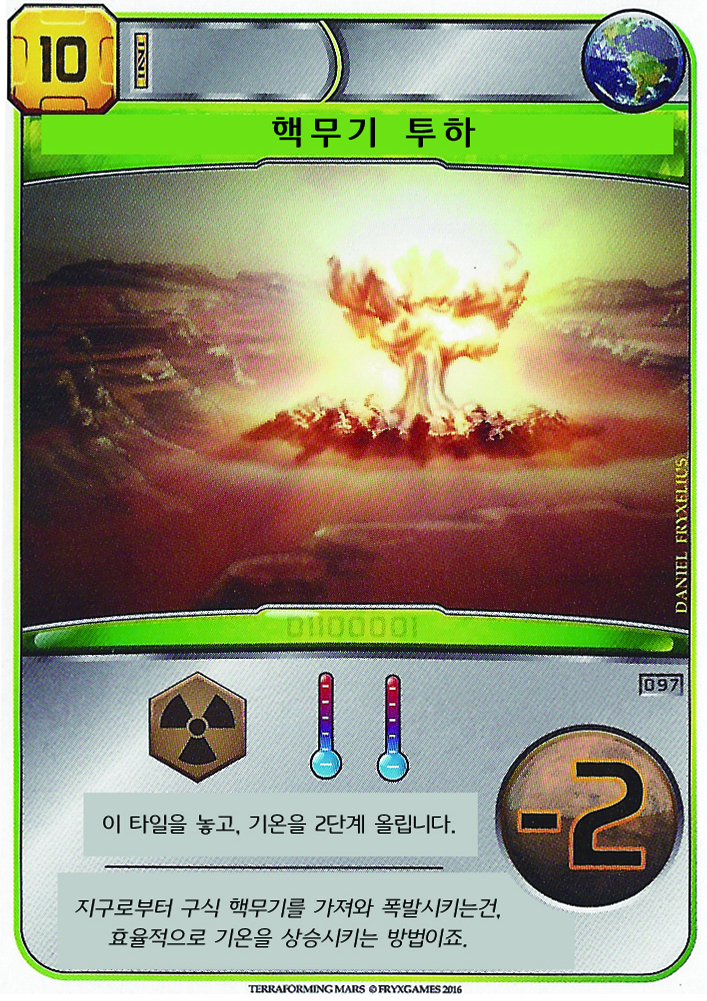 10
INI
핵무기 투하
DANIEL FRYXELIUS
01100001
097
-2
이 타일을 놓고, 기온을 2단계 올립니다.
지구로부터 구식 핵무기를 가져와 폭발시키는건,
효율적으로 기온을 상승시키는 방법이죠.
TERRAFORMING MARS © FRYXGAMES 2016